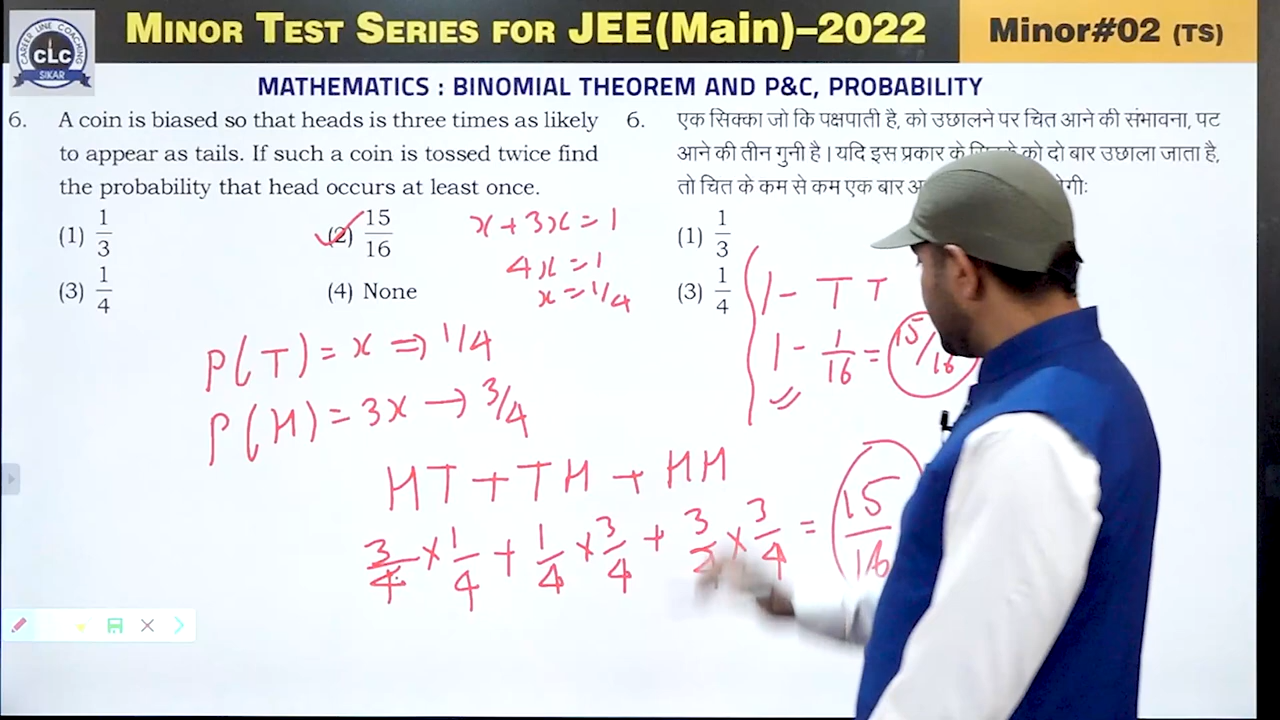 MINOR TEST SERIES FOR JEE(Main)–2022
Minor#02 (TS)
CAREER LINE COACHING
CLC
SIKAR
MATHEMATICS : BINOMIAL THEOREM AND P&C, PROBABILITY
6. A coin is biased so that heads is three times as likely
to appear as tails. If such a coin is tossed twice find
the probability that head occurs at least once.
(1) 1/3
(2) 15/16
(3) 1/4
(4) None
x + 3x = 1
4x = 1
x = 1/4
P(T) = x ⇒ 1/4
P(H) = 3x → 3/4
HT + TH + HH
3/4 × 1/4 + 1/4 × 3/4 + 3/4 × 3/4 = 15/16
6. एक सिक्का जो कि पक्षपाती है, को उछालने पर चित आने की संभावना, पट
आने की तीन गुनी है। यदि इस प्रकार के को दो बार उछाला जाता है,
तो चित के कम से कम एक बार
(1) 1/3
(3) 1/4
1 - T T
1 - 1/16 = 15/16